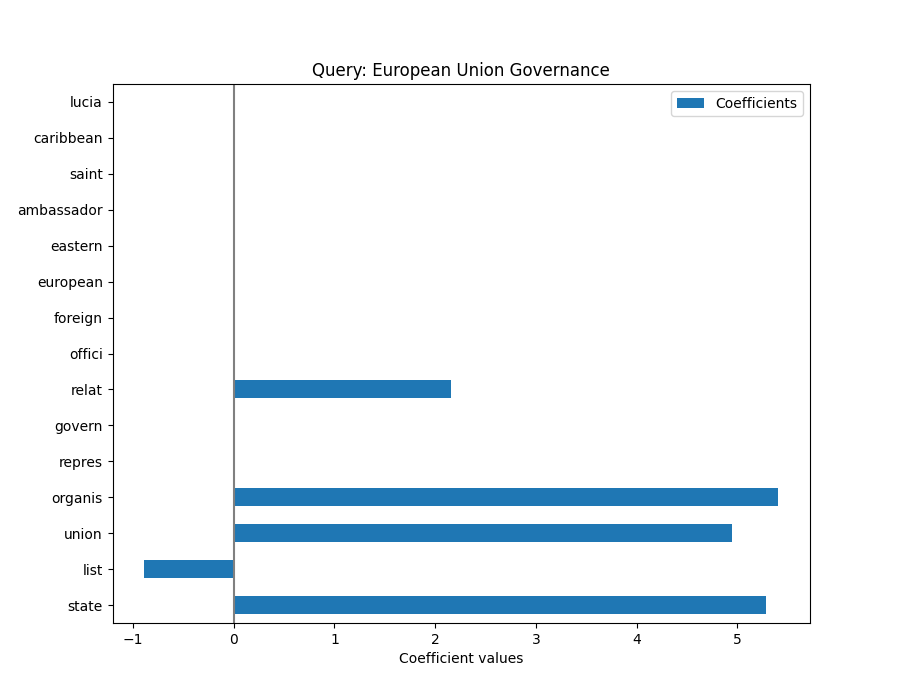 Query: European Union Governance
Coefficients
lucia
caribbean
saint
ambassador
eastern
european
foreign
offici
relat
govern
repres
organis
union
list
state
−1 0 1 2 3 4 5
Coefficient values